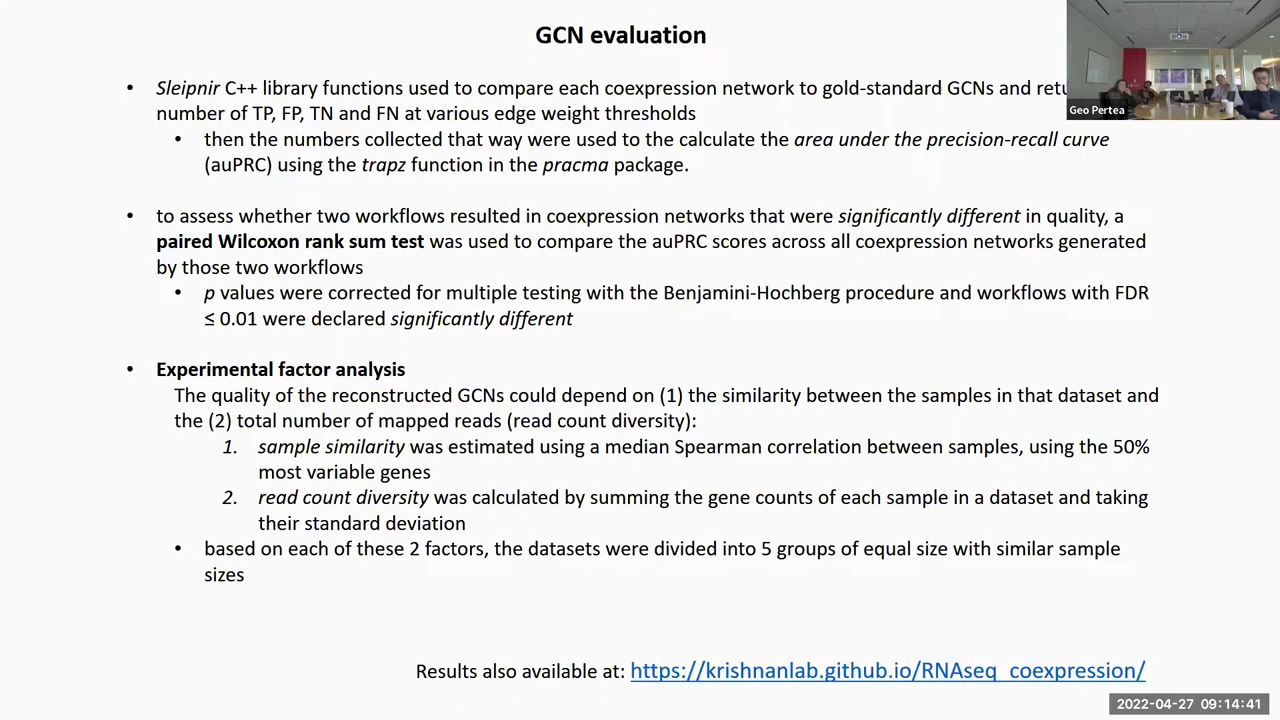 GCN evaluation
• Sleipnir C++ library functions used to compare each coexpression network to gold-standard GCNs and
number of TP, FP, TN and FN at various edge weight thresholds
• then the numbers collected that way were used to the calculate the area under the precision-recall curve
(auPRC) using the trapz function in the pracma package.
• to assess whether two workflows resulted in coexpression networks that were significantly different in quality, a
paired Wilcoxon rank sum test was used to compare the auPRC scores across all coexpression networks generated
by those two workflows
• p values were corrected for multiple testing with the Benjamini-Hochberg procedure and workflows with FDR
≤ 0.01 were declared significantly different
• Experimental factor analysis
The quality of the reconstructed GCNs could depend on (1) the similarity between the samples in that dataset and
the (2) total number of mapped reads (read count diversity):
1. sample similarity was estimated using a median Spearman correlation between samples, using the 50%
most variable genes
2. read count diversity was calculated by summing the gene counts of each sample in a dataset and taking
their standard deviation
• based on each of these 2 factors, the datasets were divided into 5 groups of equal size with similar sample
sizes
Results also available at: https://krishnanlab.github.io/RNAseq_coexpression/
Geo Pertea
2022-04-27 09:14:41